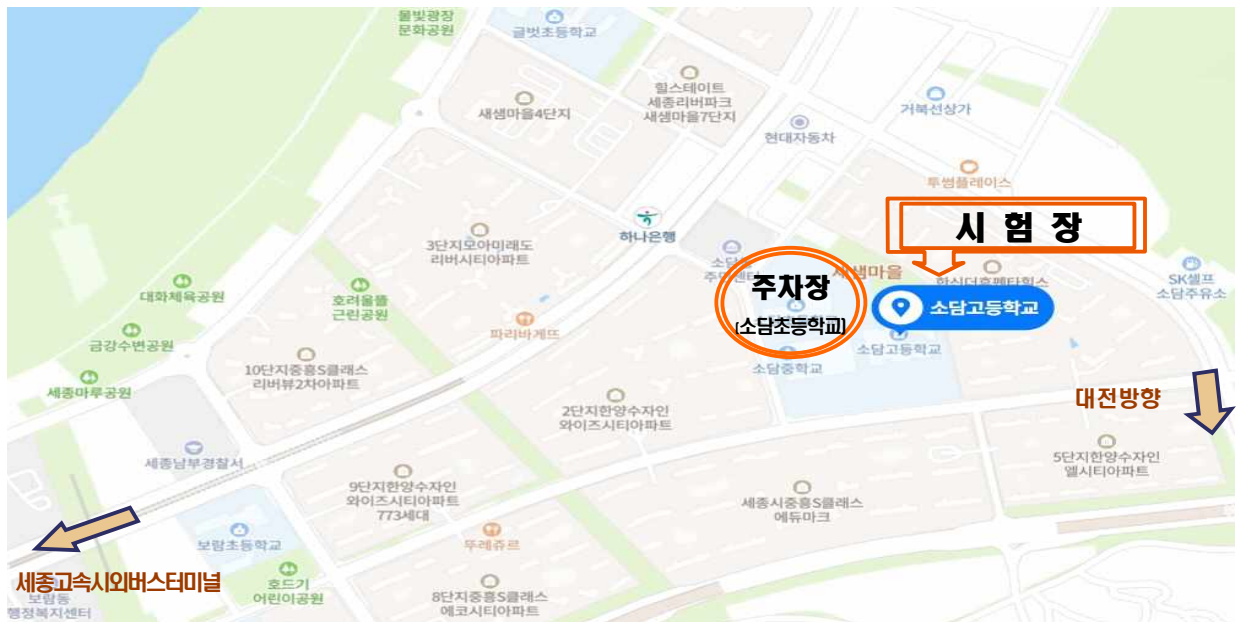 물빛광장
문화공원
글벗초등학교
힐스테이트
세종리버파크
새샘마을7단지
새샘마을4단지
거북선상가
현대자동차
투썸플레이스
시 험 장
하나은행
3단지모아미래도
리버시티아파트
새샘마을
SK셀프
소담주유소
주차장
(소담초등학교)
소담고등학교
대화체육공원
호려울뜰
근린공원
파리바게뜨
금강수변공원
소담고등학교
소담중학교
10단지중흥S클래스
리버뷰2차아파트
세종마루공원
대전방향
2단지한양수자인
와이즈시티아파트
세종남부경찰서
5단지한양수자인
엘시티아파트
9단지한양수자인
와이즈시티아파트
773세대
세종시중흥S클래스
에듀마크
보람초등학교
뚜레쥬르
세종고속시외버스터미널
호드기
어린이공원
8단지중흥S클래스
에코시티아파트
보람동
행정복지센터